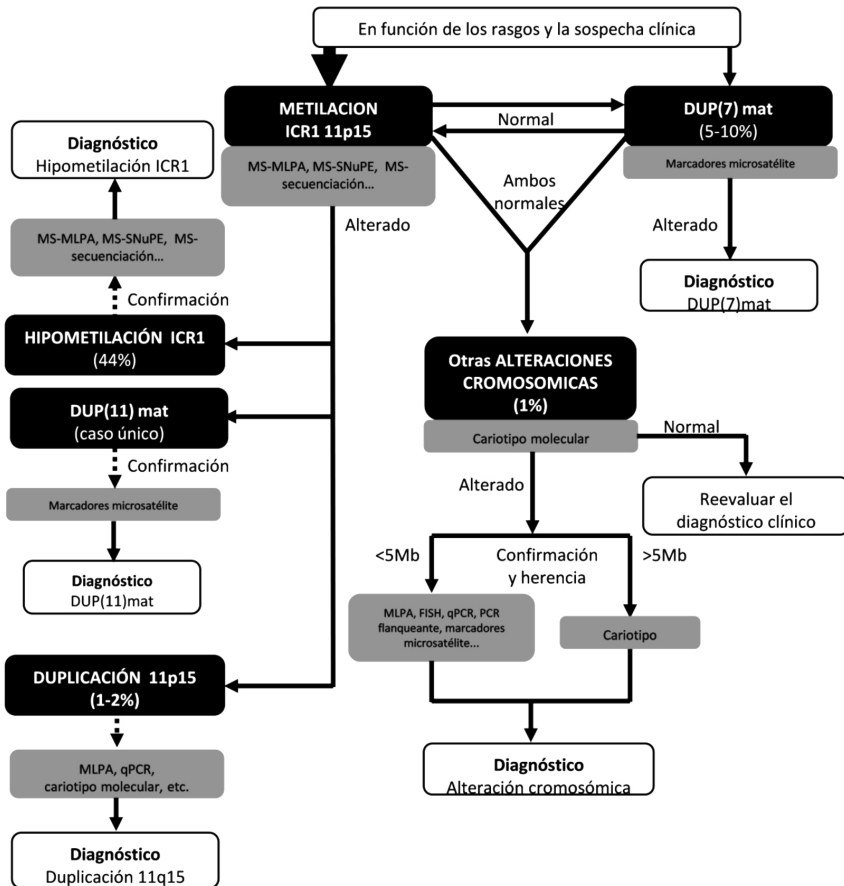 En función de los rasgos y la sospecha clínica
METILACION
ICR1 11p15
MS-MLPA, MS-SNuPE, MS-
secuenciación...
Normal
DUP(7) mat
(5-10%)
Marcadores microsatélite
Ambos
normales
Alterado
Alterado
Diagnóstico
DUP(7)mat
Diagnóstico
Hipometilación ICR1
MS-MLPA, MS-SNuPE, MS-
secuenciación...
Confirmación
HIPOMETILACIÓN ICR1
(44%)
DUP(11) mat
(caso único)
Confirmación
Marcadores microsatélite
Diagnóstico
DUP(11)mat
DUPLICACIÓN 11p15
(1-2%)
MLPA, qPCR,
cariotipo molecular, etc.
Diagnóstico
Duplicación 11q15
Otras ALTERACIONES
CROMOSOMICAS
(1%)
Cariotipo molecular
Normal
Reevaluar el
diagnóstico clínico
Alterado
<5Mb
Confirmación
y herencia
>5Mb
MLPA, FISH, qPCR, PCR
flanqueante, marcadores
microsatélite...
Cariotipo
Diagnóstico
Alteración cromosómica